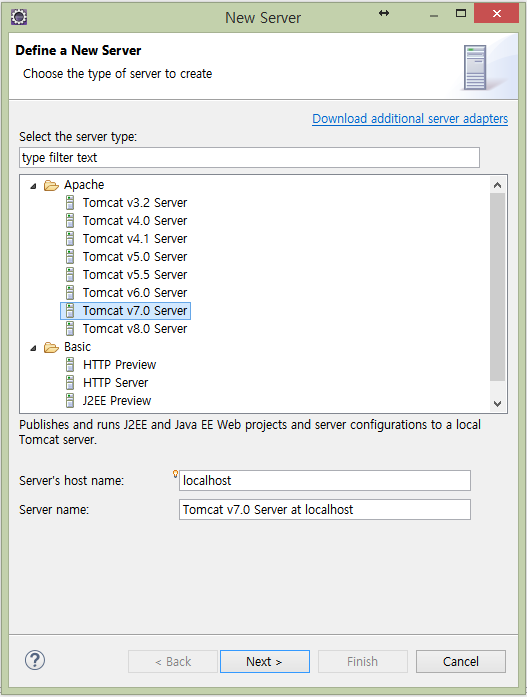 New Server
Define a New Server
Choose the type of server to create
Download additional server adapters
Select the server type:
type filter text
Apache
Tomcat v3.2 Server
Tomcat v4.0 Server
Tomcat v4.1 Server
Tomcat v5.0 Server
Tomcat v5.5 Server
Tomcat v6.0 Server
Tomcat v7.0 Server
Tomcat v8.0 Server
Basic
HTTP Preview
HTTP Server
J2EE Preview
Publishes and runs J2EE and Java EE Web projects and server configurations to a local
Tomcat server.
Server's host name: localhost
Server name: Tomcat v7.0 Server at localhost
? < Back Next > Finish Cancel